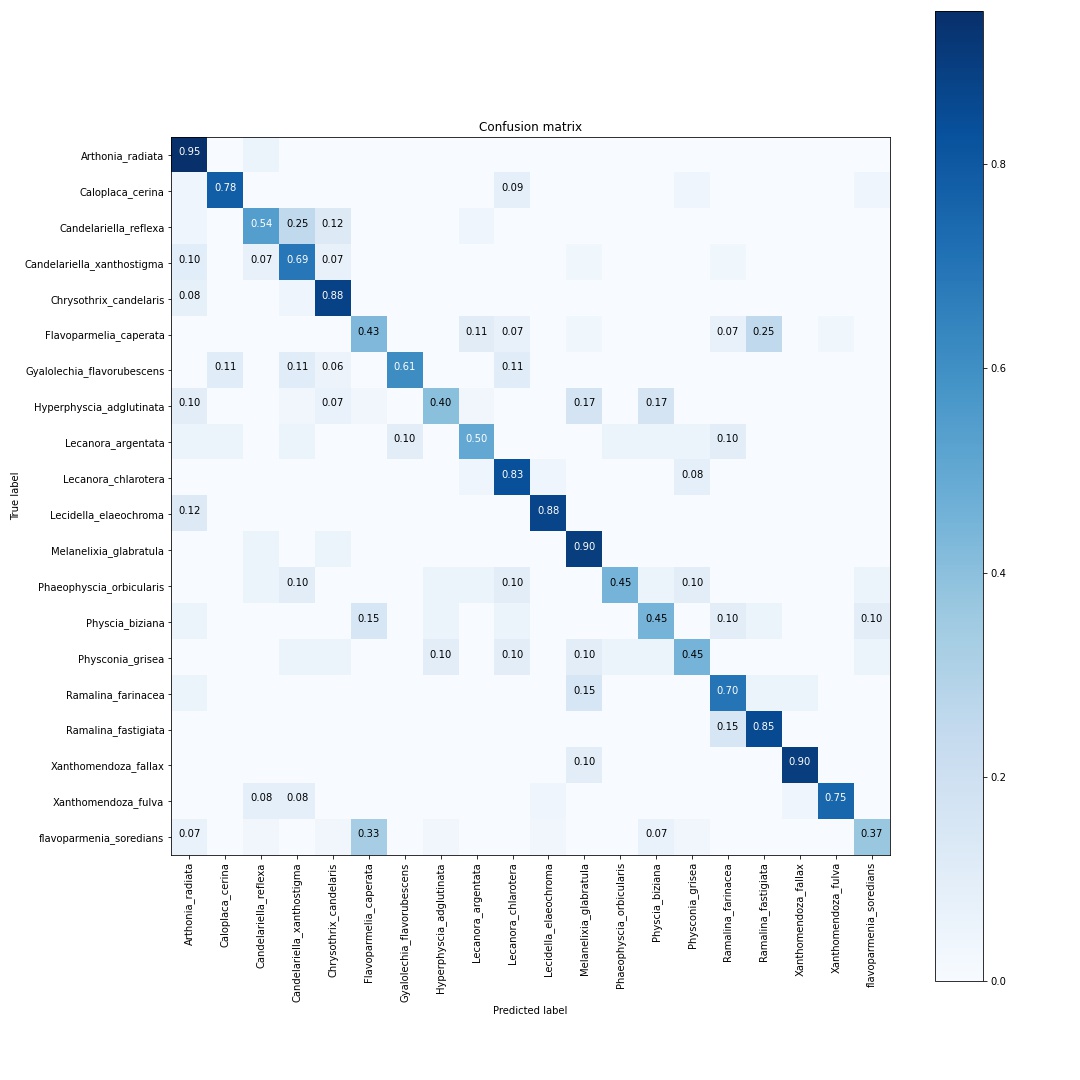 Confusion matrix
Arthonia_radiata 0.95
Caloplaca_cerina 0.78 0.09
Candelariella_reflexa 0.54 0.25 0.12
Candelariella_xanthostigma 0.10 0.07 0.69 0.07
Chrysothrix_candelaris 0.08 0.88
Flavoparmelia_caperata 0.43 0.11 0.07 0.07 0.25
Gyalolechia_flavorubescens 0.11 0.11 0.06 0.61 0.11
Hyperphyscia_adglutinata 0.10 0.07 0.40 0.17 0.17
Lecanora_argentata 0.10 0.50 0.10
Lecanora_chlarotera 0.83 0.08
Lecidella_elaeochroma 0.12 0.88
Melanelixia_glabratula 0.90
Phaeophyscia_orbicularis 0.10 0.10 0.45 0.10
Physcia_biziana 0.15 0.45 0.10 0.10
Physconia_grisea 0.10 0.10 0.10 0.45
Ramalina_farinacea 0.15 0.70
Ramalina_fastigiata 0.15 0.85
Xanthomendoza_fallax 0.10 0.90
Xanthomendoza_fulva 0.08 0.08 0.75
flavoparmenia_soredians 0.07 0.33 0.07 0.37
True label
Arthonia_radiata
Caloplaca_cerina
Candelariella_reflexa
Candelariella_xanthostigma
Chrysothrix_candelaris
Flavoparmelia_caperata
Gyalolechia_flavorubescens
Hyperphyscia_adglutinata
Lecanora_argentata
Lecanora_chlarotera
Lecidella_elaeochroma
Melanelixia_glabratula
Phaeophyscia_orbicularis
Physcia_biziana
Physconia_grisea
Ramalina_farinacea
Ramalina_fastigiata
Xanthomendoza_fallax
Xanthomendoza_fulva
flavoparmenia_soredians
Predicted label
0.8
0.6
0.4
0.2
0.0